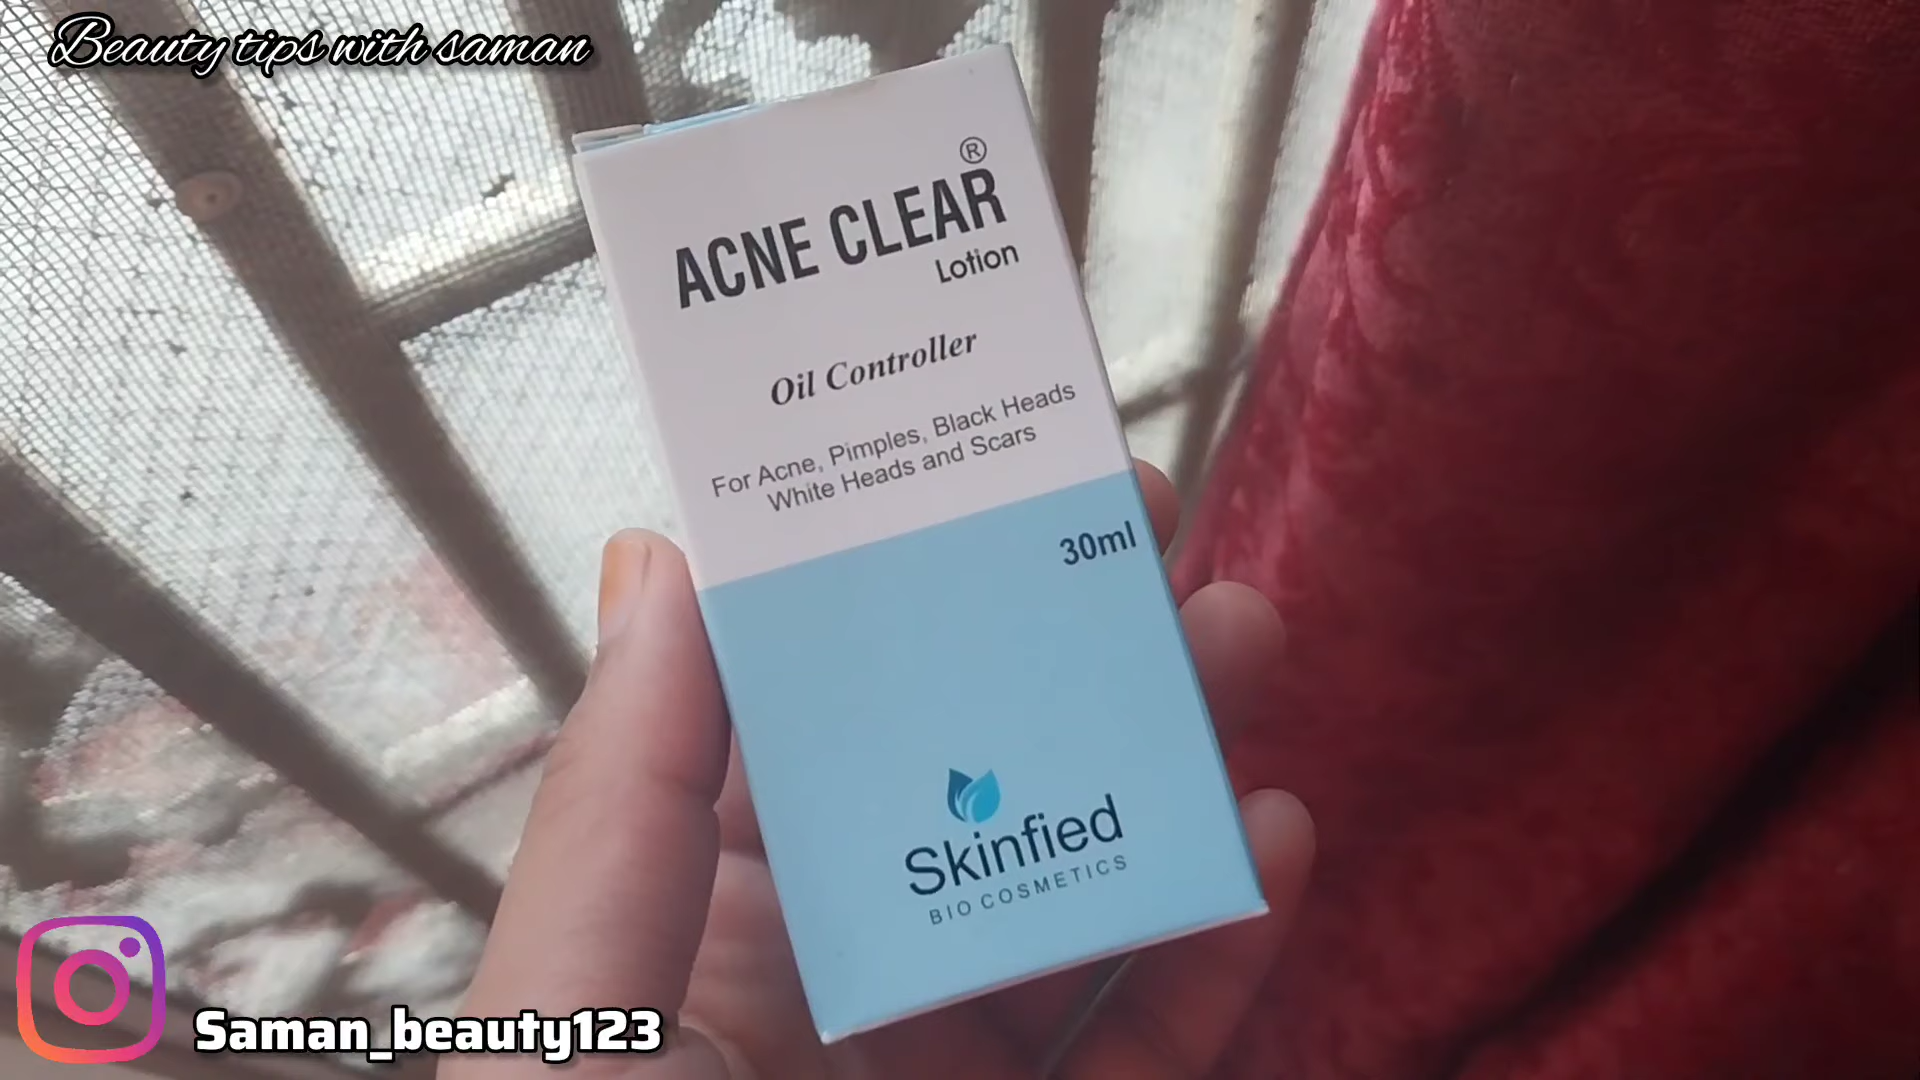 Beauty tips with saman
®
ACNE CLEAR
Lotion
Oil Controller
For Acne, Pimples, Black Heads
White Heads and Scars
30ml
Skinfied
BIO COSMETICS
Saman_beauty123